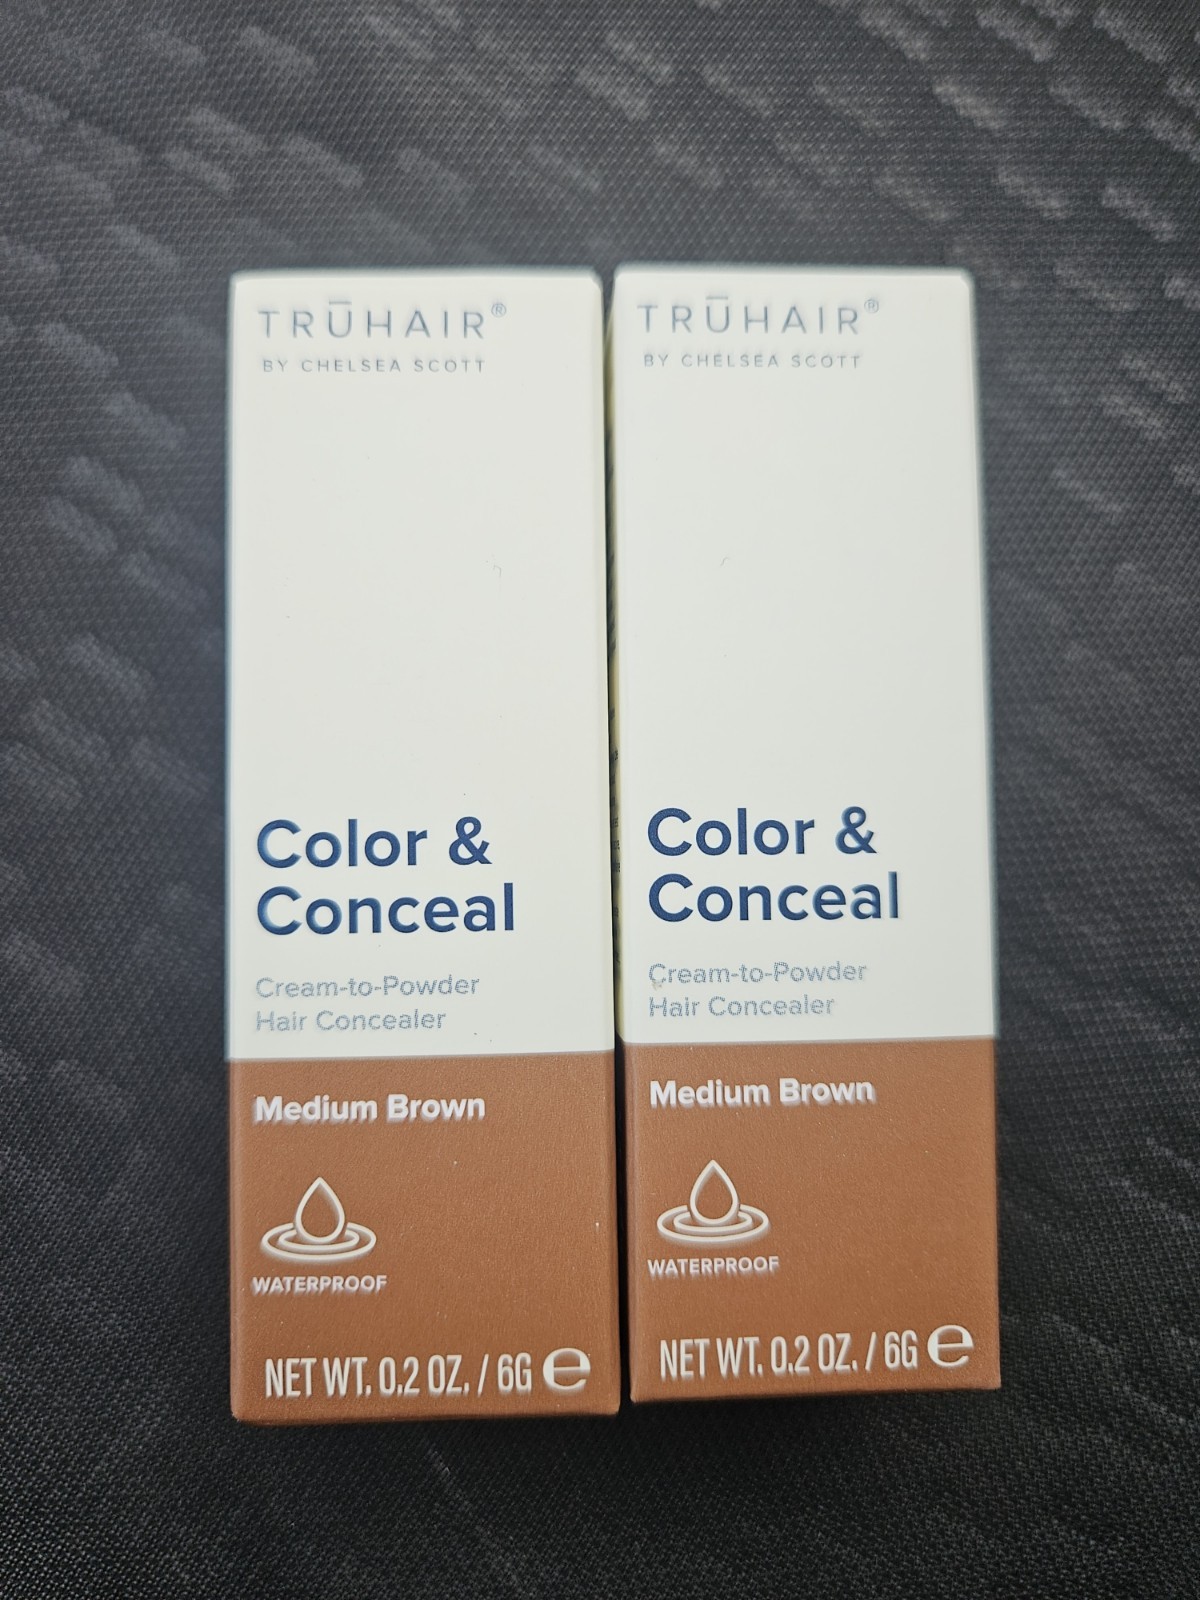 TRŪHAIR®
BY CHELSEA SCOTT
Color &
Conceal
Cream-to-Powder
Hair Concealer
Medium Brown
WATERPROOF
NET WT. 0.2 OZ. / 6G e
TRŪHAIR®
BY CHELSEA SCOTT
Color &
Conceal
Cream-to-Powder
Hair Concealer
Medium Brown
WATERPROOF
NET WT. 0.2 OZ. / 6G e